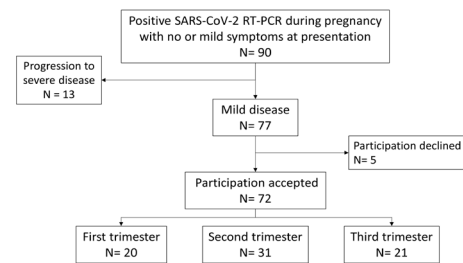 Positive SARS-CoV-2 RT-PCR during pregnancy
with no or mild symptoms at presentation
N= 90
Progression to
severe disease
N = 13
Mild disease
N= 77
Participation declined
N= 5
Participation accepted
N= 72
First trimester
N= 20
Second trimester
N= 31
Third trimester
N= 21